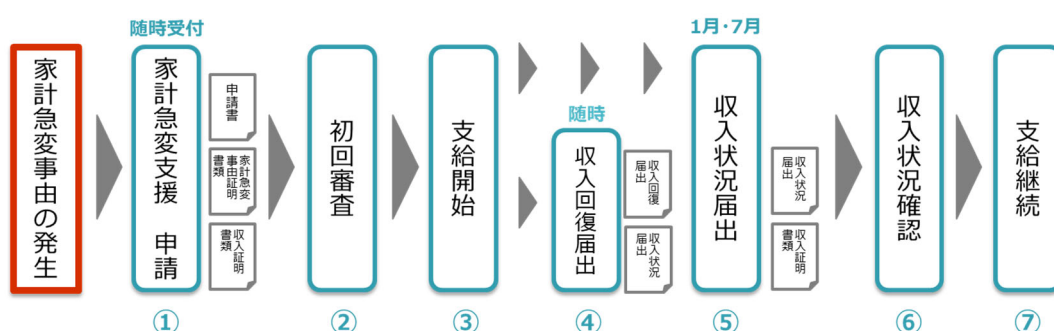 家計急変事由の発生
随時受付
家計急変支援　申請
申請書
家計急変
事由証明
書類
収入証明
書類
①
初回審査
②
支給開始
③
随時
収入回復届出
収入回復
届出
収入状況
届出
④
1月・7月
収入状況届出
収入状況
届出
収入証明
書類
⑤
収入状況確認
⑥
支給継続
⑦